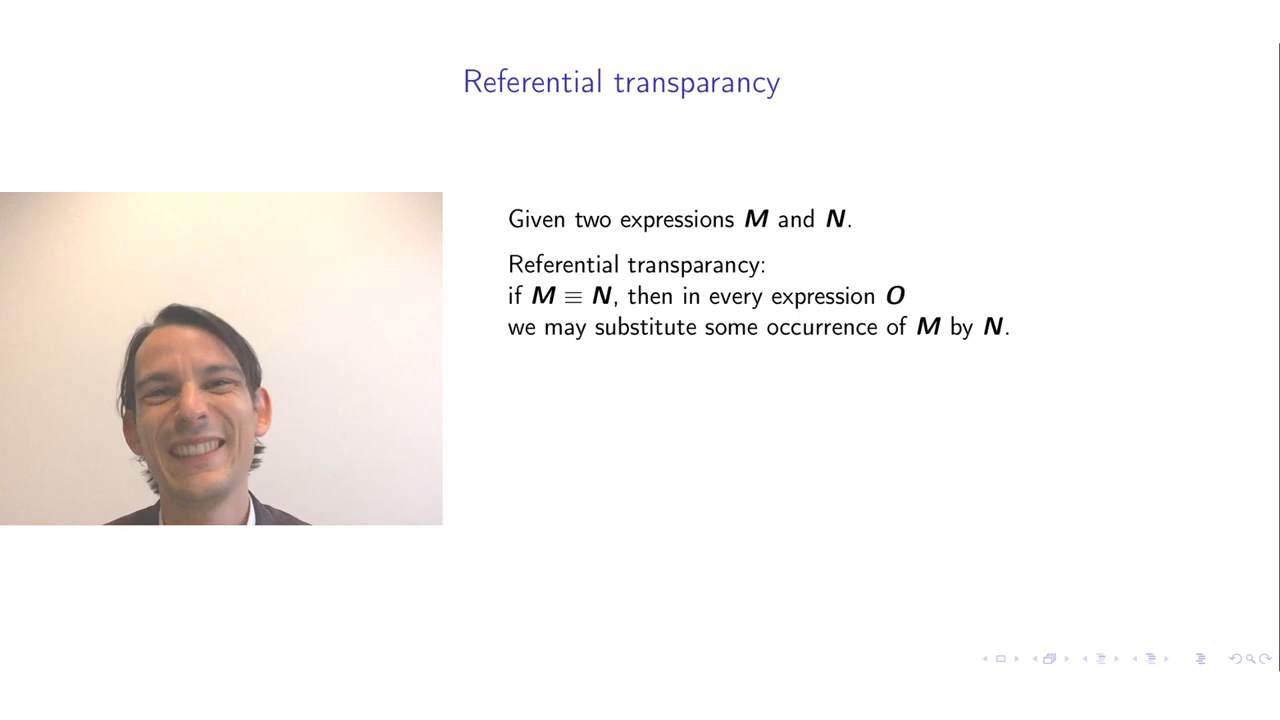 Referential transparancy
Given two expressions M and N.
Referential transparancy:
if M ≡ N, then in every expression O
we may substitute some occurrence of M by N.